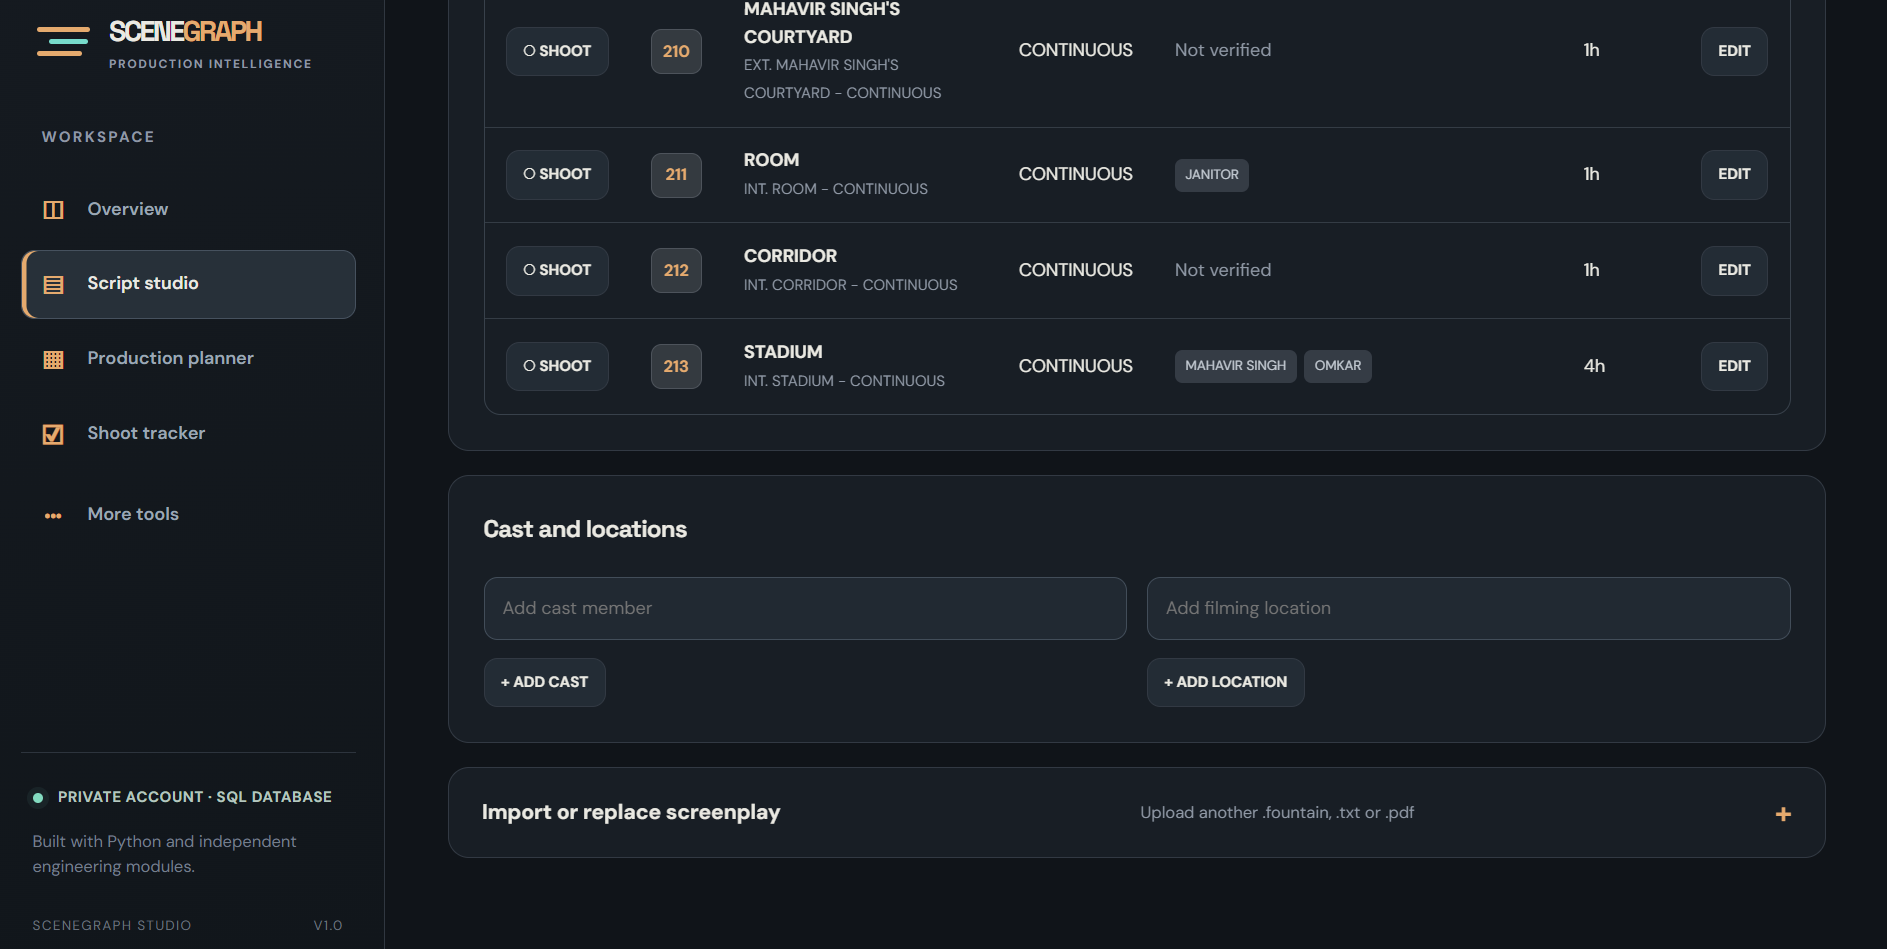 SCENEGRAPH
PRODUCTION INTELLIGENCE
WORKSPACE
Overview
Script studio
Production planner
Shoot tracker
More tools
PRIVATE ACCOUNT · SQL DATABASE
Built with Python and independent
engineering modules.
SCENEGRAPH STUDIO V1.0
MAHAVIR SINGH'S
COURTYARD
EXT. MAHAVIR SINGH'S
COURTYARD – CONTINUOUS
SHOOT 210 CONTINUOUS Not verified 1h EDIT
SHOOT 211 ROOM CONTINUOUS JANITOR 1h EDIT
INT. ROOM – CONTINUOUS
SHOOT 212 CORRIDOR CONTINUOUS Not verified 1h EDIT
INT. CORRIDOR – CONTINUOUS
SHOOT 213 STADIUM CONTINUOUS MAHAVIR SINGH OMKAR 4h EDIT
INT. STADIUM – CONTINUOUS
Cast and locations
Add cast member Add filming location
+ ADD CAST + ADD LOCATION
Import or replace screenplay Upload another .fountain, .txt or .pdf +